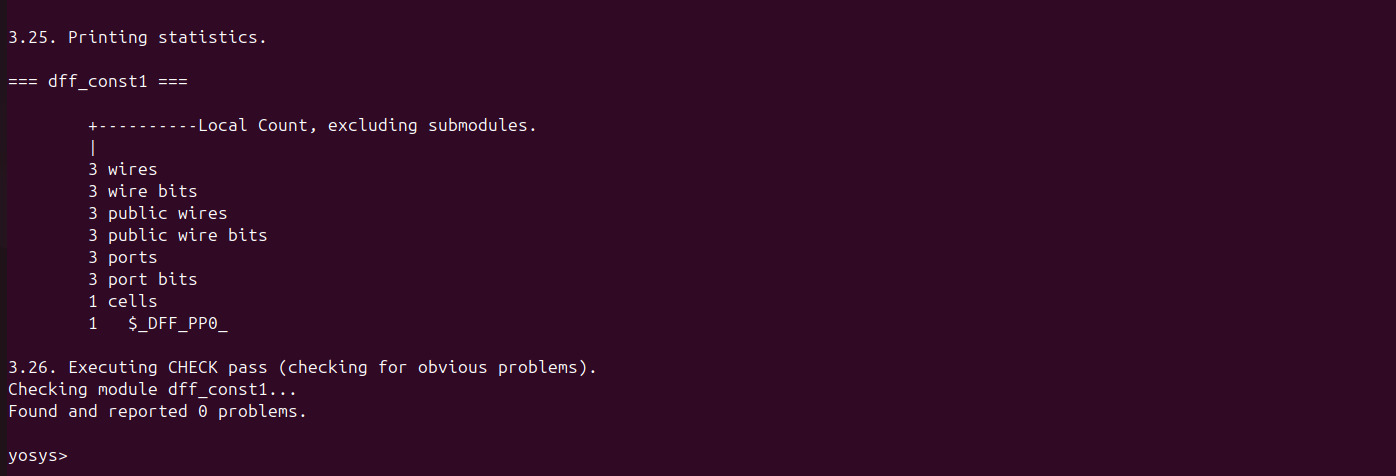 3.25. Printing statistics.
=== dff_const1 ===
+----------Local Count, excluding submodules.
|
3 wires
3 wire bits
3 public wires
3 public wire bits
3 ports
3 port bits
1 cells
1   $_DFF_PP0_
3.26. Executing CHECK pass (checking for obvious problems).
Checking module dff_const1...
Found and reported 0 problems.
yosys>